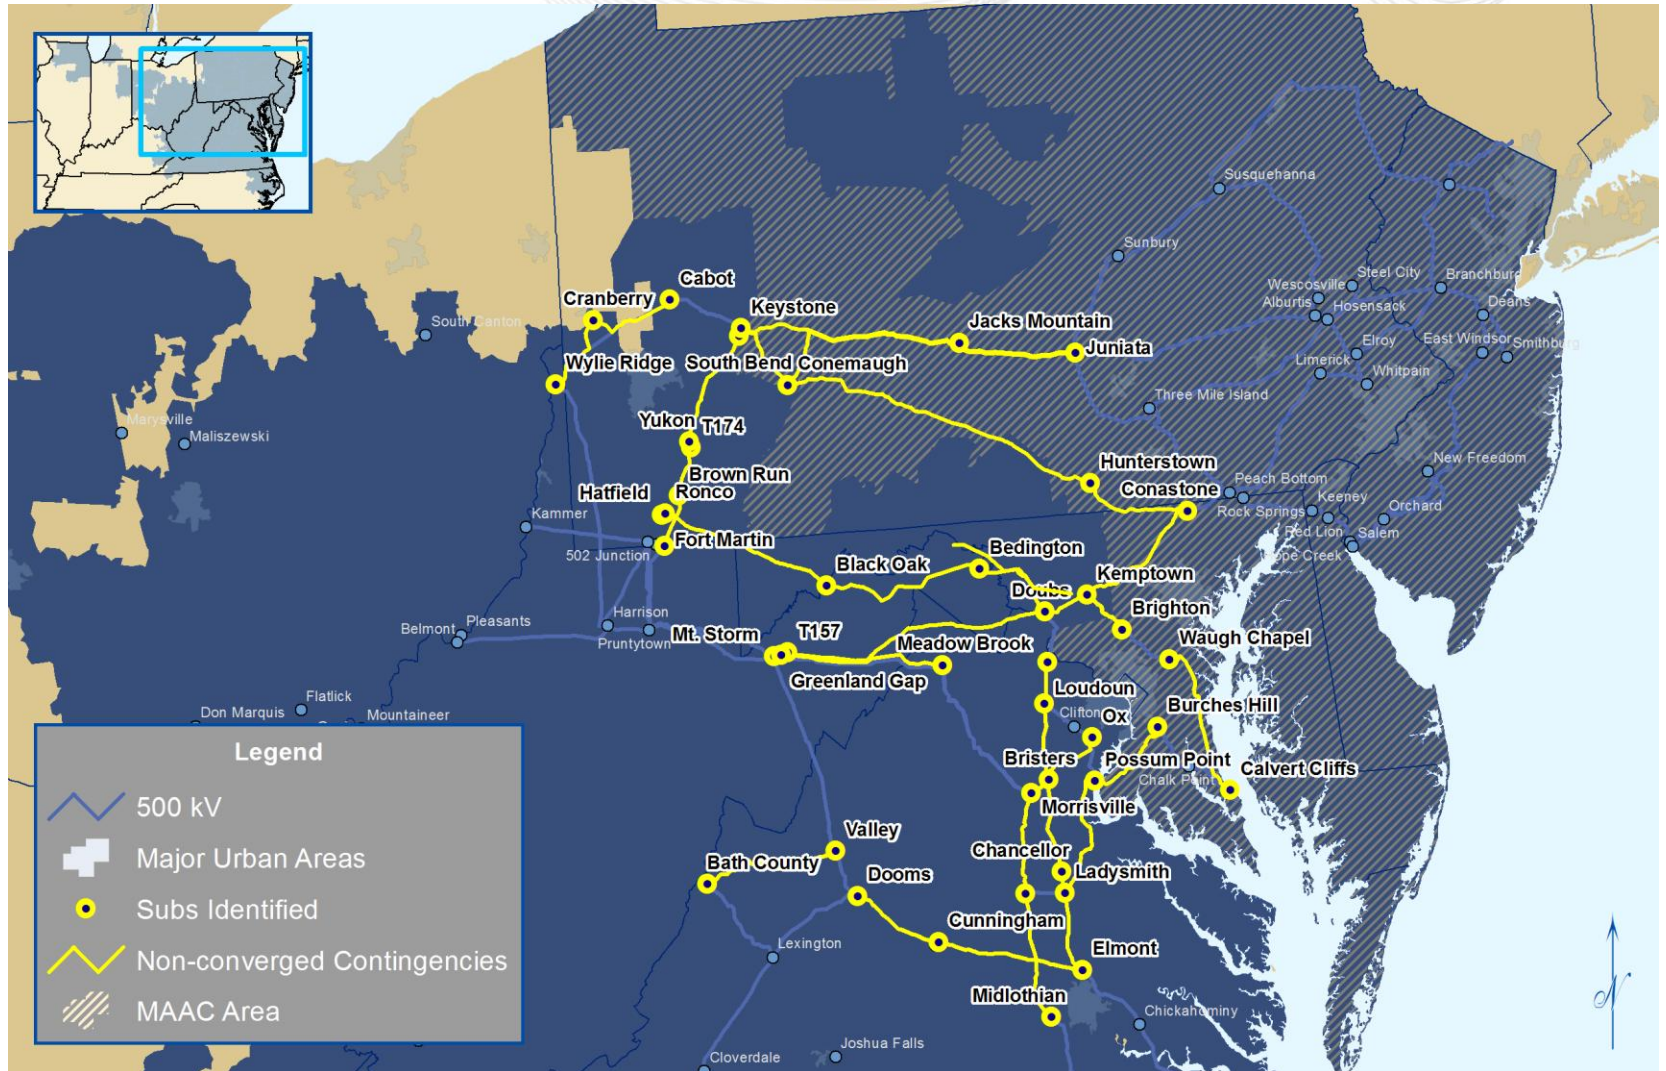 Susquehanna
Sunbury
Cabot
Cranberry
Keystone
Wescosville
Steel City
Branchburg
Alburtis
Hosensack
Deans
South Canton
Jacks Mountain
Juniata
Elroy
East Windsor
Smithburg
Wylie Ridge
South Bend
Conemaugh
Limerick
Whitpain
Three Mile Island
Marysville
Maliszewski
Yukon
T174
Brown Run
Hunterstown
New Freedom
Hatfield
Ronco
Conastone
Peach Bottom
Rock Springs
Keeney
Orchard
Kammer
Red Lion
Salem
502 Junction
Fort Martin
Hope Creek
Bedington
Black Oak
Kemptown
Doubs
Brighton
Harrison
Pleasants
Belmont
Pruntytown
Mt. Storm
T157
Meadow Brook
Waugh Chapel
Greenland Gap
Loudoun
Flatlick
Don Marquis
Mountaineer
Clifton
Ox
Burches Hill
Bristers
Possum Point
Chalk Point
Calvert Cliffs
Morrisville
Valley
Bath County
Dooms
Chancellor
Ladysmith
Cunningham
Lexington
Elmont
Midlothian
Chickahominy
Joshua Falls
Cloverdale
Legend
500 kV
Major Urban Areas
Subs Identified
Non-converged Contingencies
MAAC Area
N